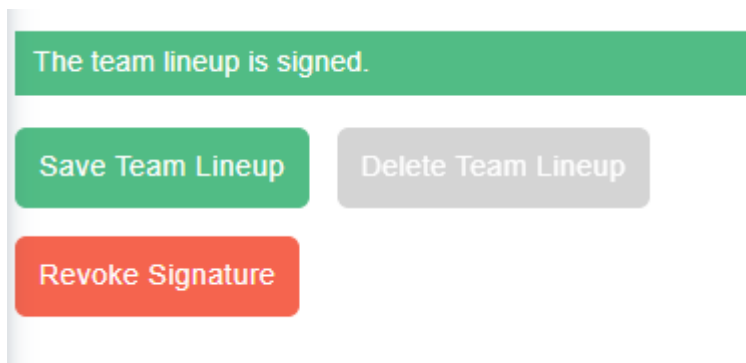 The team lineup is signed.
Save Team Lineup Delete Team Lineup
Revoke Signature